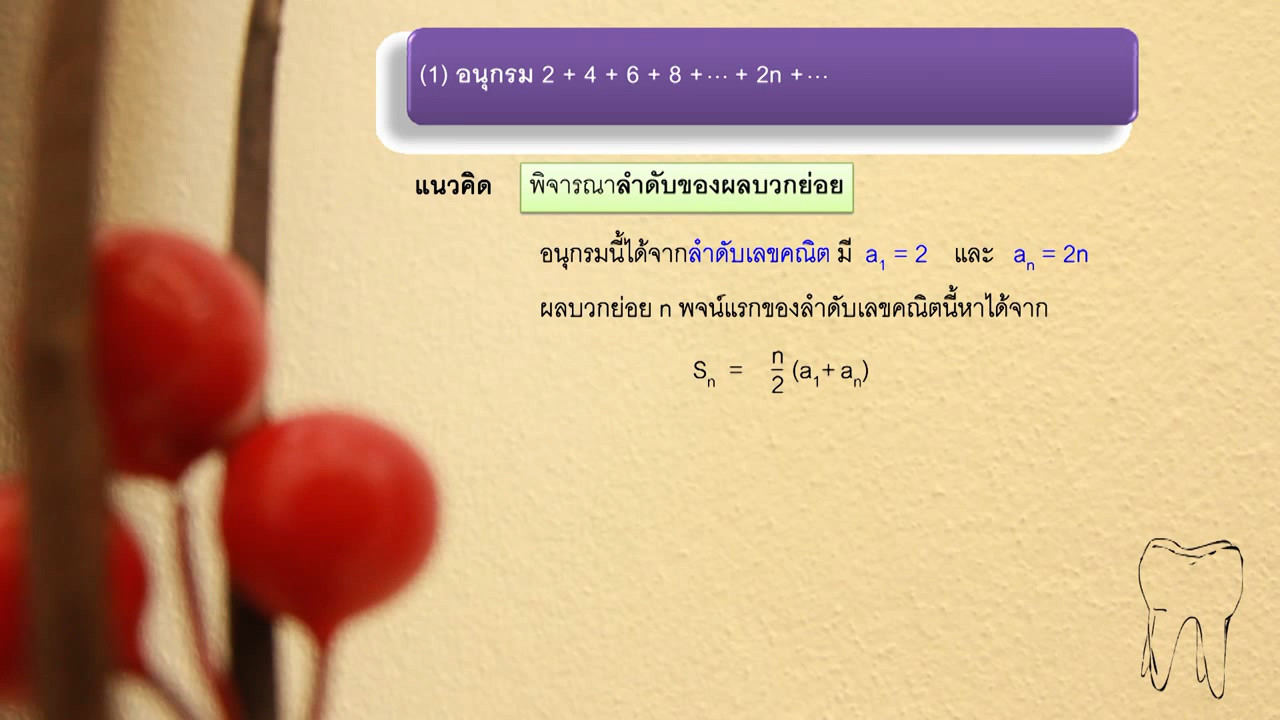 (1) อนุกรม 2 + 4 + 6 + 8 +⋯ + 2n +⋯
แนวคิด พิจารณาลำดับของผลบวกย่อย
อนุกรมนี้ได้จากลำดับเลขคณิต มี a₁ = 2 และ aₙ = 2n
ผลบวกย่อย n พจน์แรกของลำดับเลขคณิตนี้หาได้จาก
Sₙ = n/2 (a₁+ aₙ)